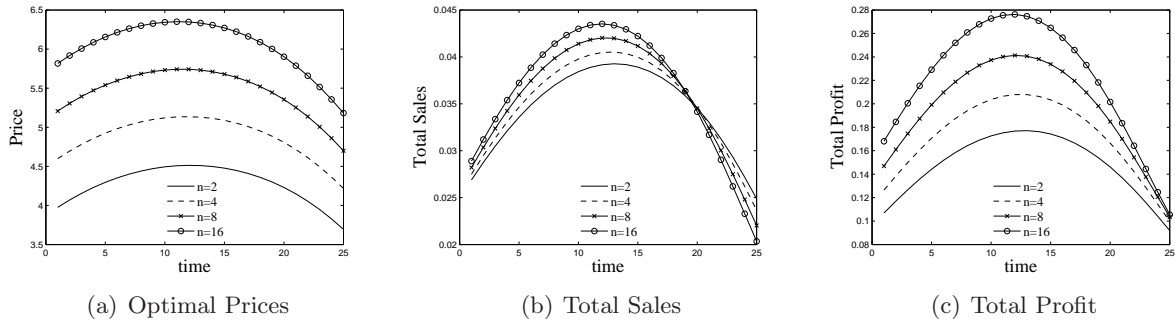 6.5
6
5.5
5
4.5
4
3.5
Price
0 5 10 15 20 25
time
n=2
n=4
n=8
n=16
(a) Optimal Prices
0.045
0.04
0.035
0.03
0.025
0.02
Total Sales
0 5 10 15 20 25
time
n=2
n=4
n=8
n=16
(b) Total Sales
0.28
0.26
0.24
0.22
0.2
0.18
0.16
0.14
0.12
0.1
0.08
Total Profit
0 5 10 15 20 25
time
n=2
n=4
n=8
n=16
(c) Total Profit